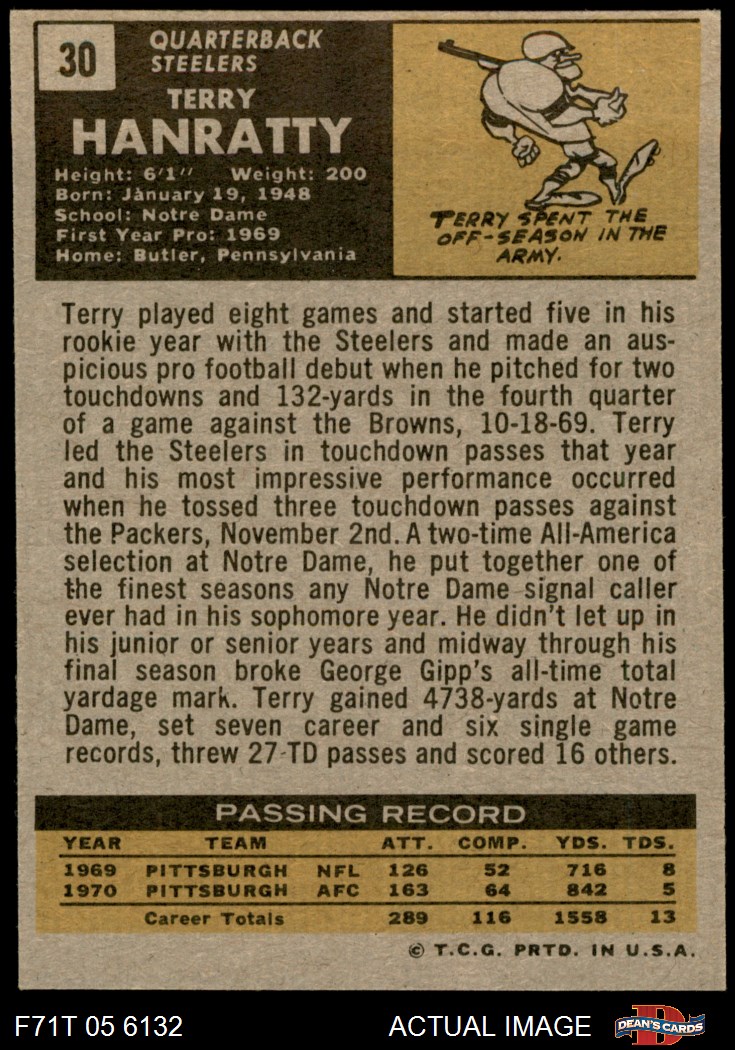 30
QUARTERBACK
STEELERS
TERRY
HANRATTY
Height: 6'1" Weight: 200
Born: January 19, 1948
School: Notre Dame
First Year Pro: 1969
Home: Butler, Pennsylvania
TERRY SPENT THE
OFF-SEASON IN THE
ARMY.
Terry played eight games and started five in his
rookie year with the Steelers and made an aus-
picious pro football debut when he pitched for two
touchdowns and 132-yards in the fourth quarter
of a game against the Browns, 10-18-69. Terry
led the Steelers in touchdown passes that year
and his most impressive performance occurred
when he tossed three touchdown passes against
the Packers, November 2nd. A two-time All-America
selection at Notre Dame, he put together one of
the finest seasons any Notre Dame signal caller
ever had in his sophomore year. He didn't let up in
his junior or senior years and midway through his
final season broke George Gipp's all-time total
yardage mark. Terry gained 4738-yards at Notre
Dame, set seven career and six single game
records, threw 27 TD passes and scored 16 others.
PASSING RECORD
YEAR TEAM ATT. COMP. YDS. TDS.
1969 PITTSBURGH NFL 126 52 716 8
1970 PITTSBURGH AFC 163 64 842 5
Career Totals 289 116 1558 13
© T.C.G. PRTD. IN U.S.A.
F71T 05 6132 ACTUAL IMAGE D DEAN'S CARDS